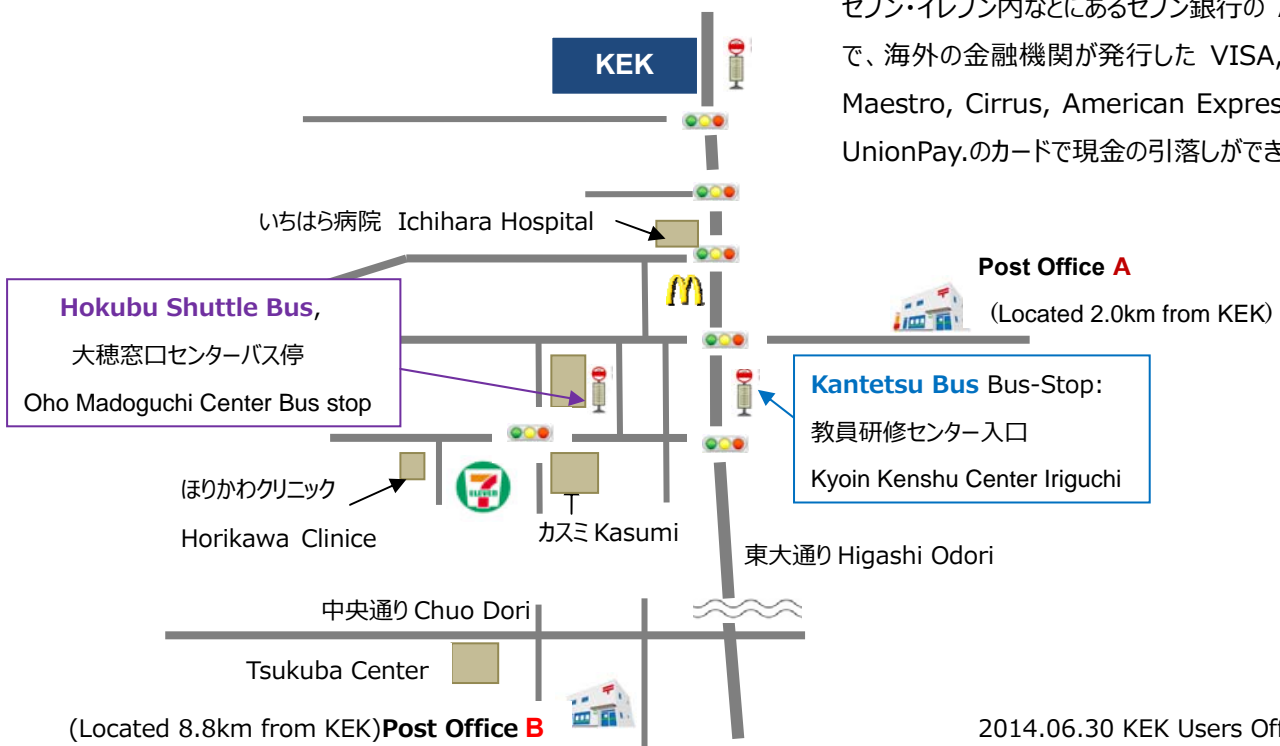 セブン・イレブン内などにあるセブン銀行の
で、海外の金融機関が発行した VISA,
Maestro, Cirrus, American Expres
UnionPay.のカードで現金の引落しができ
KEK
いちはら病院 Ichihara Hospital
Post Office A
(Located 2.0km from KEK)
Hokubu Shuttle Bus,
大穂窓口センターバス停
Oho Madoguchi Center Bus stop
Kantetsu Bus Bus-Stop:
教員研修センター入口
Kyoin Kenshu Center Iriguchi
ほりかわクリニック
Horikawa Clinice
7
ELEVEN
カスミ Kasumi
東大通り Higashi Odori
中央通り Chuo Dori
Tsukuba Center
(Located 8.8km from KEK)Post Office B
2014.06.30 KEK Users Off